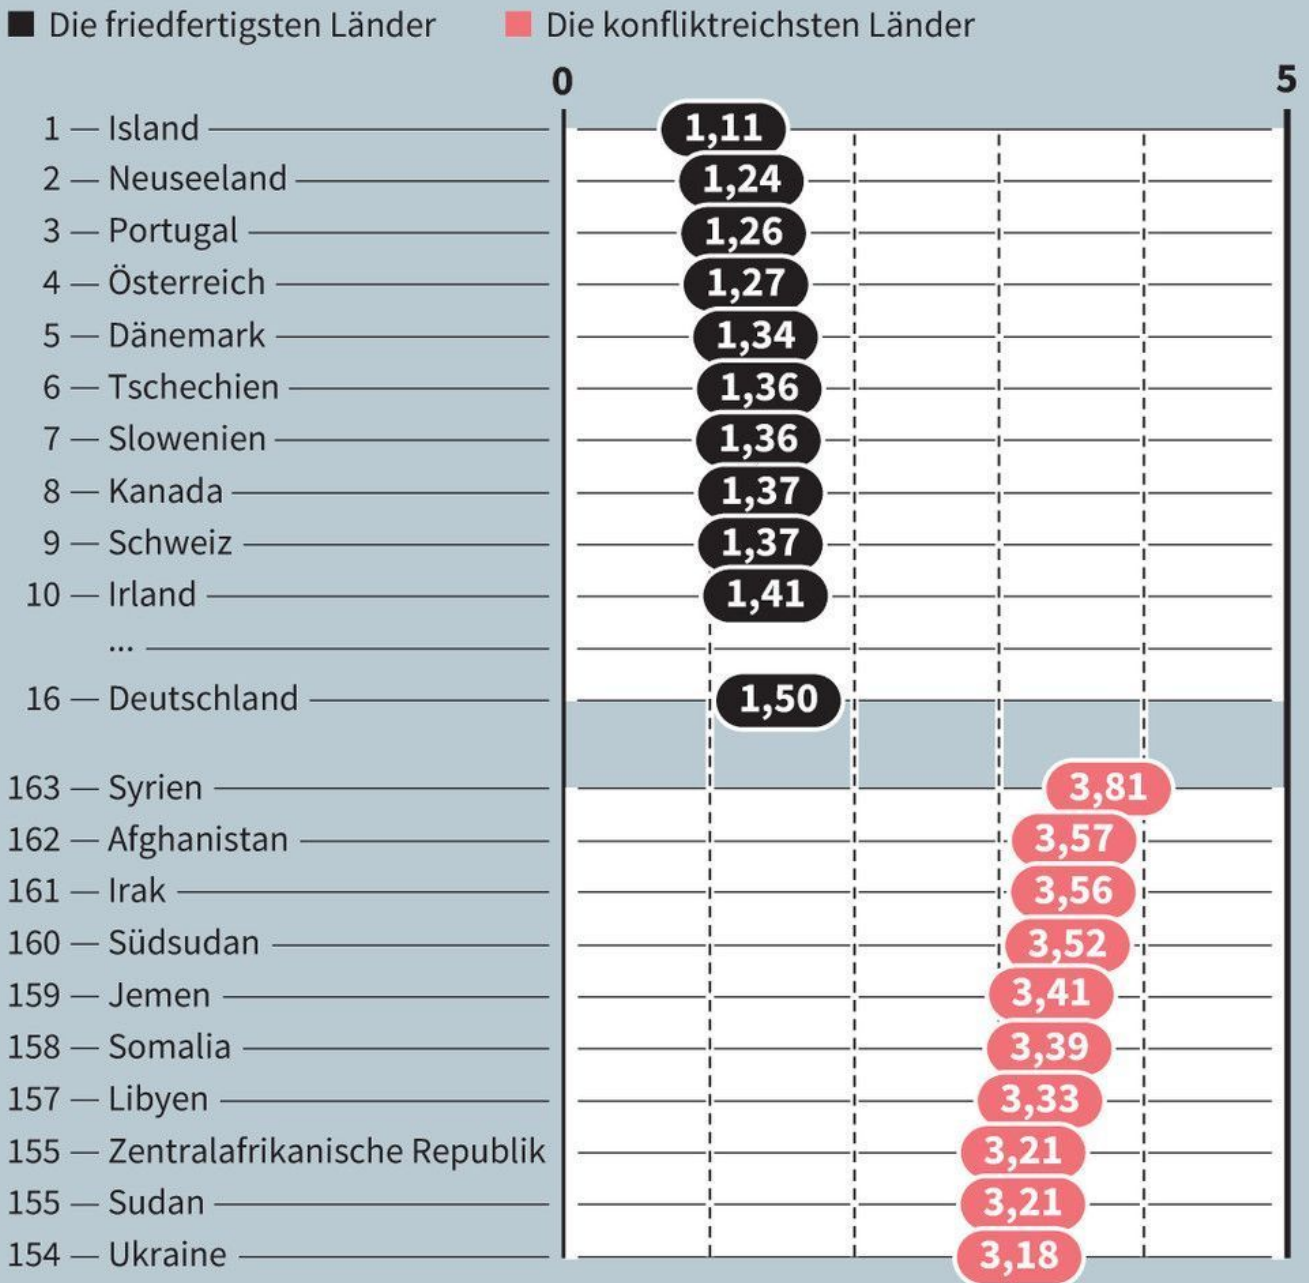 Die friedfertigsten Länder Die konfliktreichsten Länder
0 5
1 — Island 1,11
2 — Neuseeland 1,24
3 — Portugal 1,26
4 — Österreich 1,27
5 — Dänemark 1,34
6 — Tschechien 1,36
7 — Slowenien 1,36
8 — Kanada 1,37
9 — Schweiz 1,37
10 — Irland 1,41
...
16 — Deutschland 1,50
163 — Syrien 3,81
162 — Afghanistan 3,57
161 — Irak 3,56
160 — Südsudan 3,52
159 — Jemen 3,41
158 — Somalia 3,39
157 — Libyen 3,33
155 — Zentralafrikanische Republik 3,21
155 — Sudan 3,21
154 — Ukraine 3,18